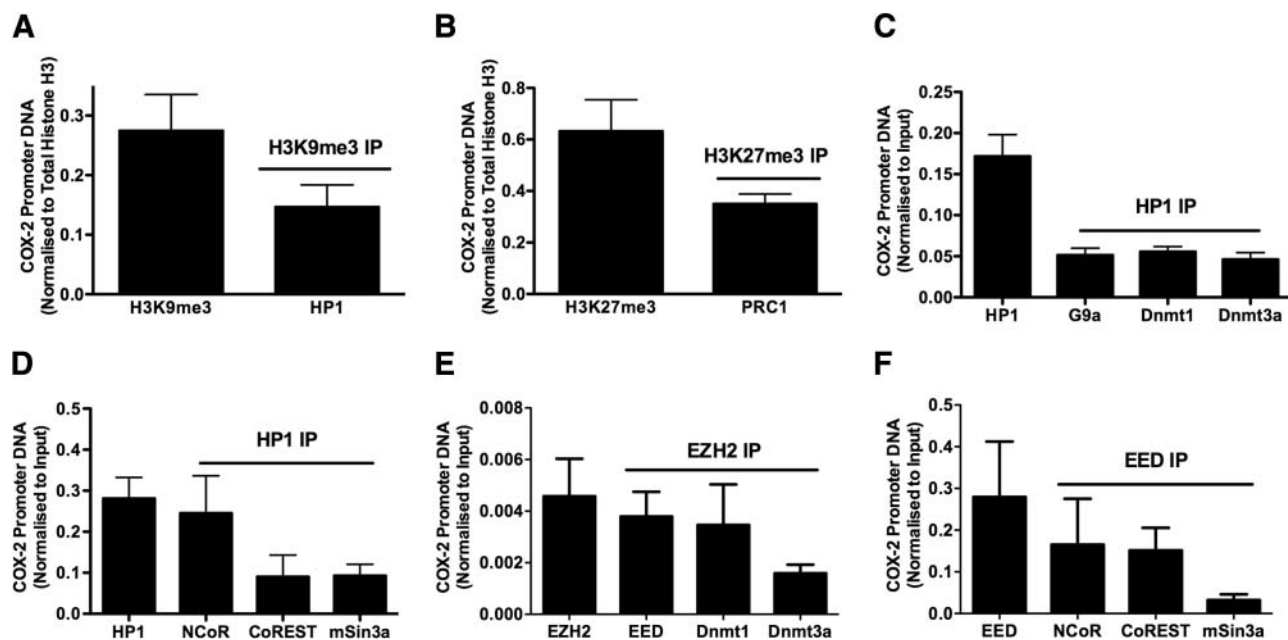 A
COX-2 Promoter DNA
(Normalised to Total Histone H3)
0.3
0.2
0.1
0.0
H3K9me3 IP
H3K9me3 HP1
B
COX-2 Promoter DNA
(Normalised to Total Histone H3)
0.8
0.6
0.4
0.2
0.0
H3K27me3 IP
H3K27me3 PRC1
C
COX-2 Promoter DNA
(Normalised to Input)
0.25
0.20
0.15
0.10
0.05
0.00
HP1 IP
HP1 G9a Dnmt1 Dnmt3a
D
COX-2 Promoter DNA
(Normalised to Input)
0.5
0.4
0.3
0.2
0.1
0.0
HP1 IP
HP1 NCoR CoREST mSin3a
E
COX-2 Promoter DNA
(Normalised to Input)
0.008
0.006
0.004
0.002
0.000
EZH2 IP
EZH2 EED Dnmt1 Dnmt3a
F
COX-2 Promoter DNA
(Normalised to Input)
0.5
0.4
0.3
0.2
0.1
0.0
EED IP
EED NCoR CoREST mSin3a